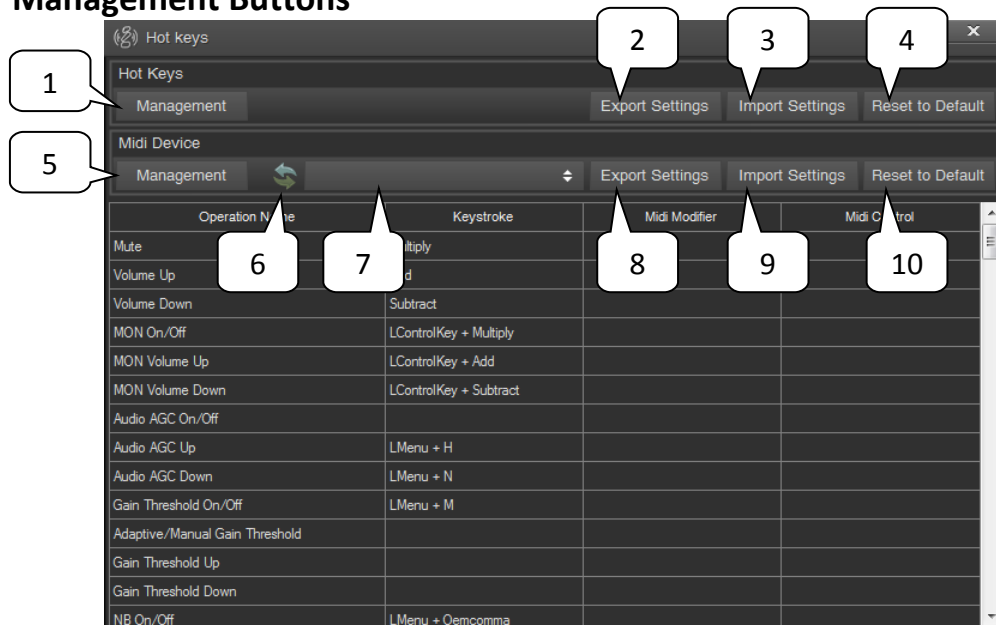 Management Buttons
Hot keys
2 3 4
1
Hot Keys
Management Export Settings Import Settings Reset to Default
Midi Device
5
Management Export Settings Import Settings Reset to Default
Operation Keystroke Midi Modifier Midi
6 7 8 9 10
Mute
Volume Up
Volume Down Subtract
MON On/Off LControlKey + Multiply
MON Volume Up LControlKey + Add
MON Volume Down LControlKey + Subtract
Audio AGC On/Off
Audio AGC Up LMenu + H
Audio AGC Down LMenu + N
Gain Threshold On/Off LMenu + M
Adaptive/Manual Gain Threshold
Gain Threshold Up
Gain Threshold Down
NB On/Off LMenu + Oemcomma